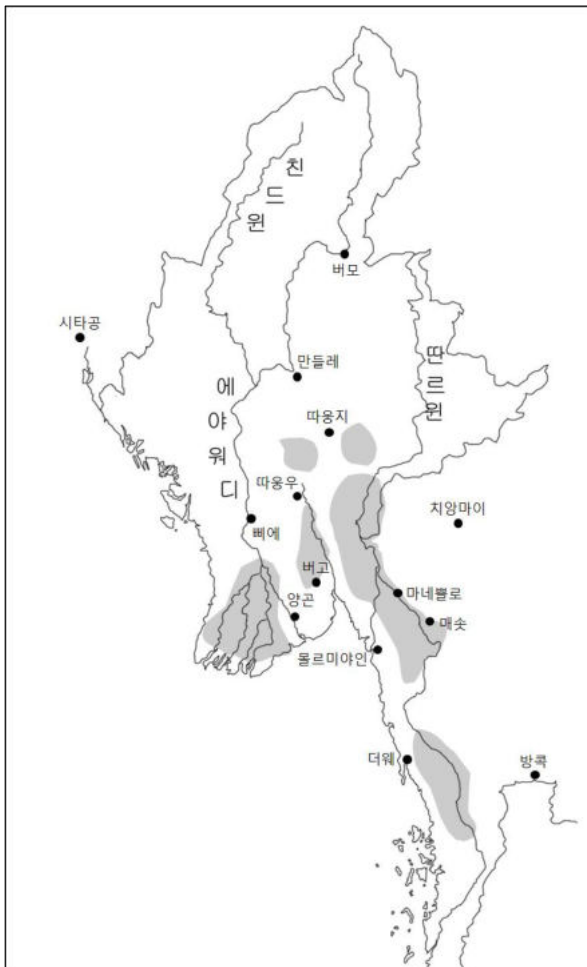 친드윈
버모
시타공
만들레
딴르윈
에야워디
따웅지
따웅우
치앙마이
삐에
버고
마네쁠로
양곤
매솟
몰르미야인
더웨
방콕